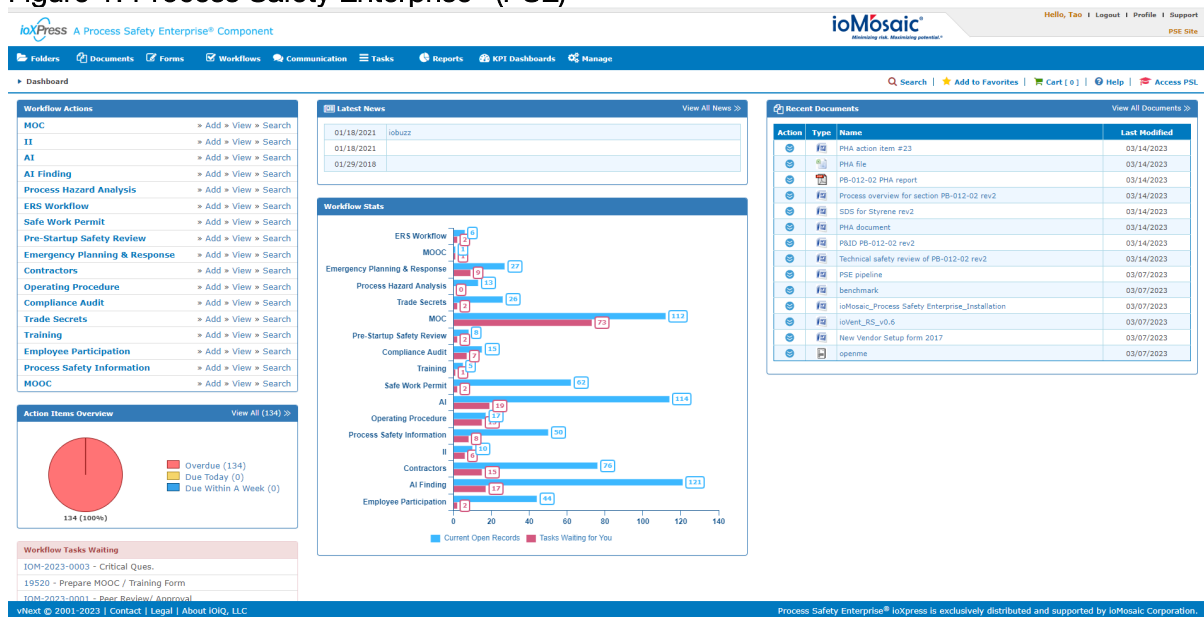 Figure 1: Process Safety Enterprise® (PSE)
ioXPress A Process Safety Enterprise® Component
ioMosaic®
Minimizing risk. Maximizing potential.®
Hello, Tao | Logout | Profile | Support
PSE Site
Folders Documents Forms Workflows Communication Tasks Reports KPI Dashboards Manage
Dashboard
Search | Add to Favorites | Cart [ 0 ] | Help | Access PSL
Workflow Actions
MOC » Add » View » Search
II » Add » View » Search
AI » Add » View » Search
AI Finding » Add » View » Search
Process Hazard Analysis » Add » View » Search
ERS Workflow » Add » View » Search
Safe Work Permit » Add » View » Search
Pre-Startup Safety Review » Add » View » Search
Emergency Planning & Response » Add » View » Search
Contractors » Add » View » Search
Operating Procedure » Add » View » Search
Compliance Audit » Add » View » Search
Trade Secrets » Add » View » Search
Training » Add » View » Search
Employee Participation » Add » View » Search
Process Safety Information » Add » View » Search
MOOC » Add » View » Search
Action Items Overview View All (134) »
Overdue (134)
Due Today (0)
Due Within A Week (0)
134 (100%)
Workflow Tasks Waiting
IOM-2023-0003 - Critical Ques.
19520 - Prepare MOOC / Training Form
IOM-2023-0001 - Peer Review/ Approval
Latest News View All News »
01/18/2021 iobuzz
01/18/2021
01/29/2018
Workflow Stats
ERS Workflow 6 2
MOOC 1 1
Emergency Planning & Response 27 9
Process Hazard Analysis 13 0
Trade Secrets 26 2
MOC 112 73
Pre-Startup Safety Review 8 2
Compliance Audit 15 7
Training 5 1
Safe Work Permit 62 2
AI 114 19
Operating Procedure 17 15
Process Safety Information 50 8
II 10 6
Contractors 76 15
AI Finding 121 17
Employee Participation 44 2
0 20 40 60 80 100 120 140
Current Open Records Tasks Waiting for You
Recent Documents View All Documents »
Action Type Name Last Modified
PHA action item #23 03/14/2023
PHA file 03/14/2023
PB-012-02 PHA report 03/14/2023
Process overview for section PB-012-02 rev2 03/14/2023
SDS for Styrene rev2 03/14/2023
PHA document 03/14/2023
P&ID PB-012-02 rev2 03/14/2023
Technical safety review of PB-012-02 rev2 03/14/2023
PSE pipeline 03/07/2023
benchmark 03/07/2023
ioMosaic_Process Safety Enterprise_Installation 03/07/2023
ioVent_RS_v0.6 03/07/2023
New Vendor Setup form 2017 03/07/2023
openme 03/07/2023
vNext © 2001-2023 | Contact | Legal | About iOiQ, LLC
Process Safety Enterprise® ioXpress is exclusively distributed and supported by ioMosaic Corporation.